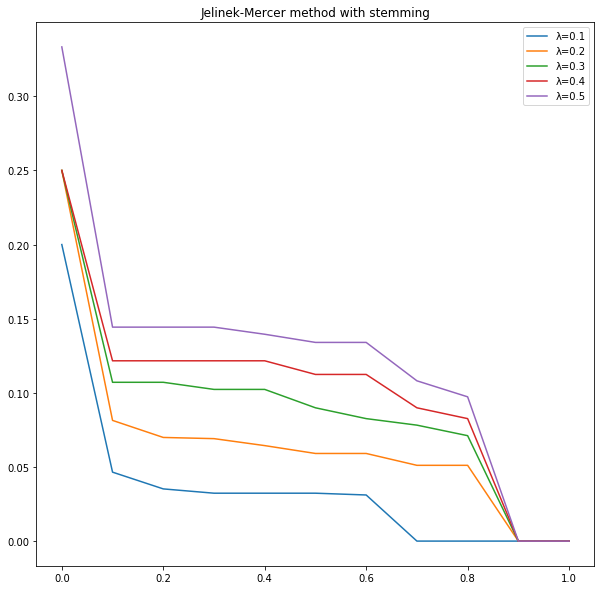 Jelinek-Mercer method with stemming
λ=0.1
λ=0.2
λ=0.3
λ=0.4
λ=0.5
0.30
0.25
0.20
0.15
0.10
0.05
0.00
0.0 0.2 0.4 0.6 0.8 1.0